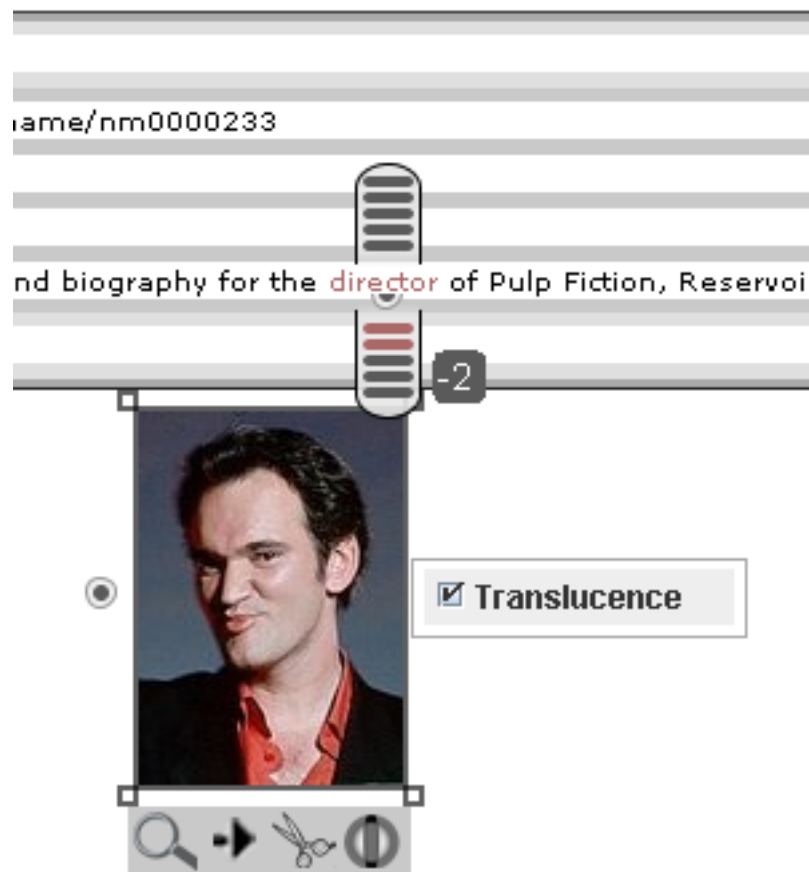 ame/nm0000233
nd biography for the director of Pulp Fiction, Reservoi
-2
Translucence